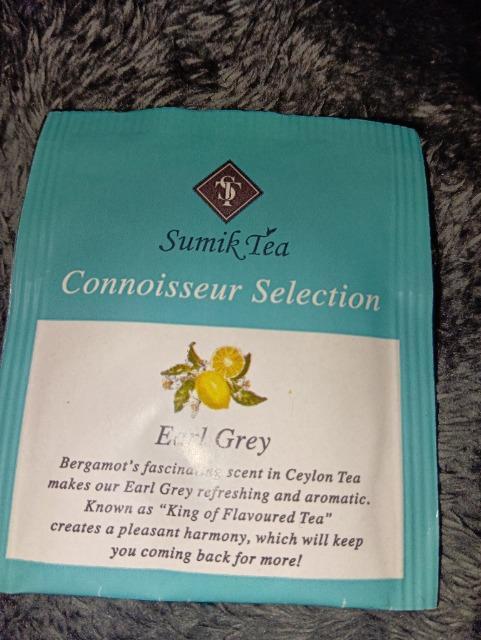 ST
Sumik Tea
Connoisseur Selection
Earl Grey
Bergamot's fascinating scent in Ceylon Tea
makes our Earl Grey refreshing and aromatic.
Known as "King of Flavoured Tea"
creates a pleasant harmony, which will keep
you coming back for more!